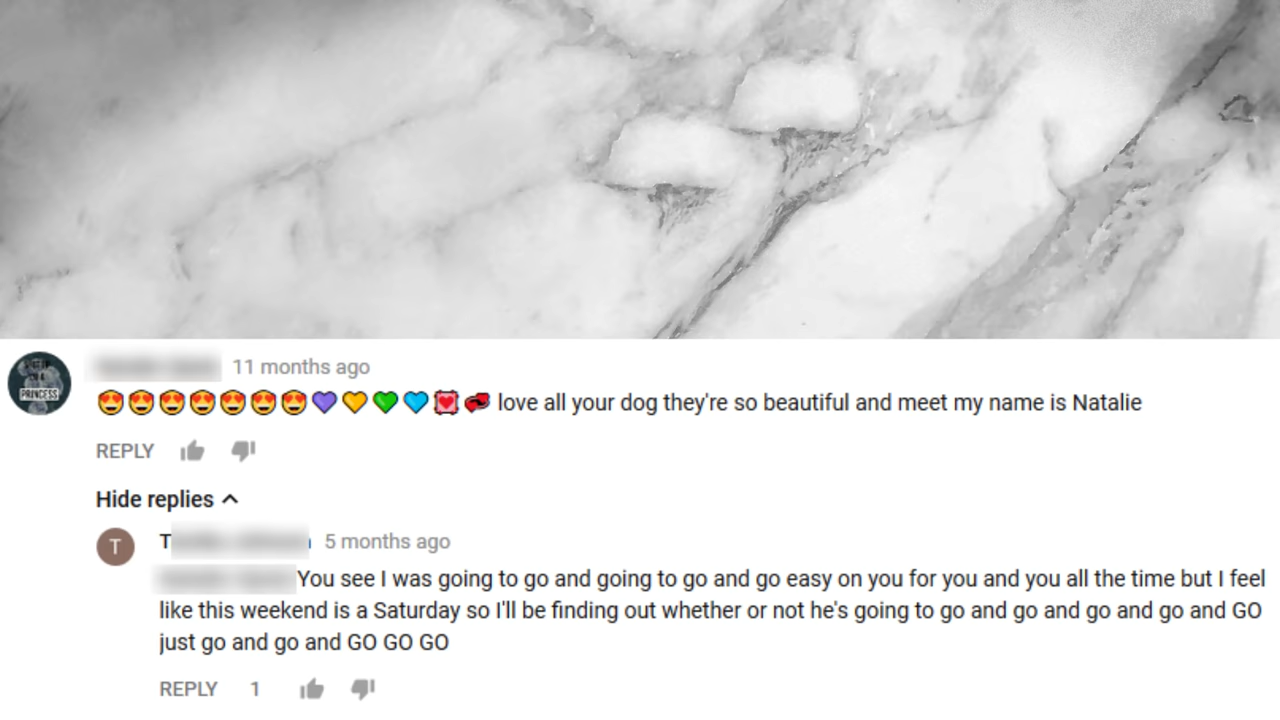 PRINCESS
11 months ago
😍😍😍😍😍😍😍💜💛💚💙💟💋 love all your dog they're so beautiful and meet my name is Natalie
REPLY
Hide replies
T
T
5 months ago
You see I was going to go and going to go and go easy on you for you and you all the time but I feel
like this weekend is a Saturday so I'll be finding out whether or not he's going to go and go and go and go and GO
just go and go and GO GO GO
REPLY 1